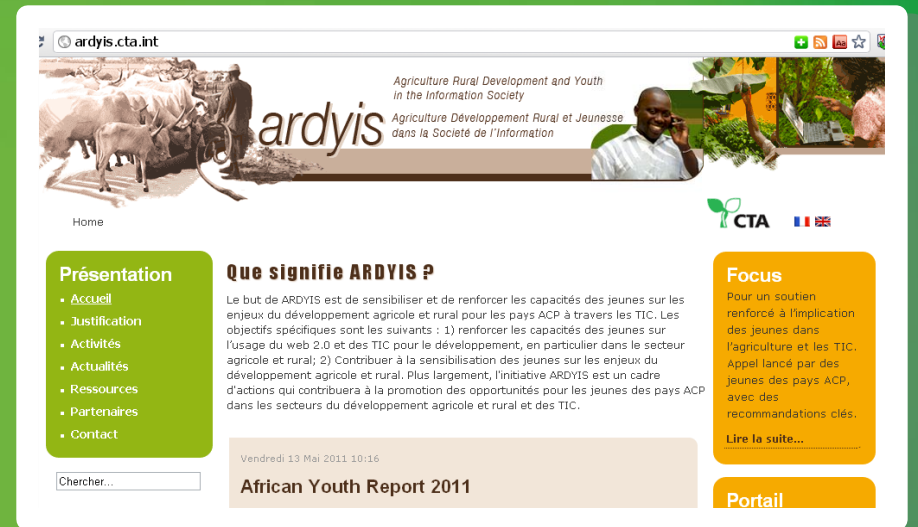 ardyis.cta.int
Agriculture Rural Development and Youth
in the Information Society
ardyis
Agriculture Développement Rural et Jeunesse
dans la Societé de l'Information
Home
CTA
Présentation
Accueil
Justification
Activités
Actualités
Ressources
Partenaires
Contact
Chercher...
Que signifie ARDYIS ?
Le but de ARDYIS est de sensibiliser et de renforcer les capacités des jeunes sur les
enjeux du développement agricole et rural pour les pays ACP à travers les TIC. Les
objectifs spécifiques sont les suivants : 1) renforcer les capacités des jeunes sur
l'usage du web 2.0 et des TIC pour le développement, en particulier dans le secteur
agricole et rural; 2) Contribuer à la sensibilisation des jeunes sur les enjeux du
développement agricole et rural. Plus largement, l'initiative ARDYIS est un cadre
d'actions qui contribuera à la promotion des opportunités pour les jeunes des pays ACP
dans les secteurs du développement agricole et rural et des TIC.
Vendredi 13 Mai 2011 10:16
African Youth Report 2011
Focus
Pour un soutien
renforcé à l'implication
des jeunes dans
l'agriculture et les TIC.
Appel lancé par des
jeunes des pays ACP,
avec des
recommandations clés.
Lire la suite...
Portail